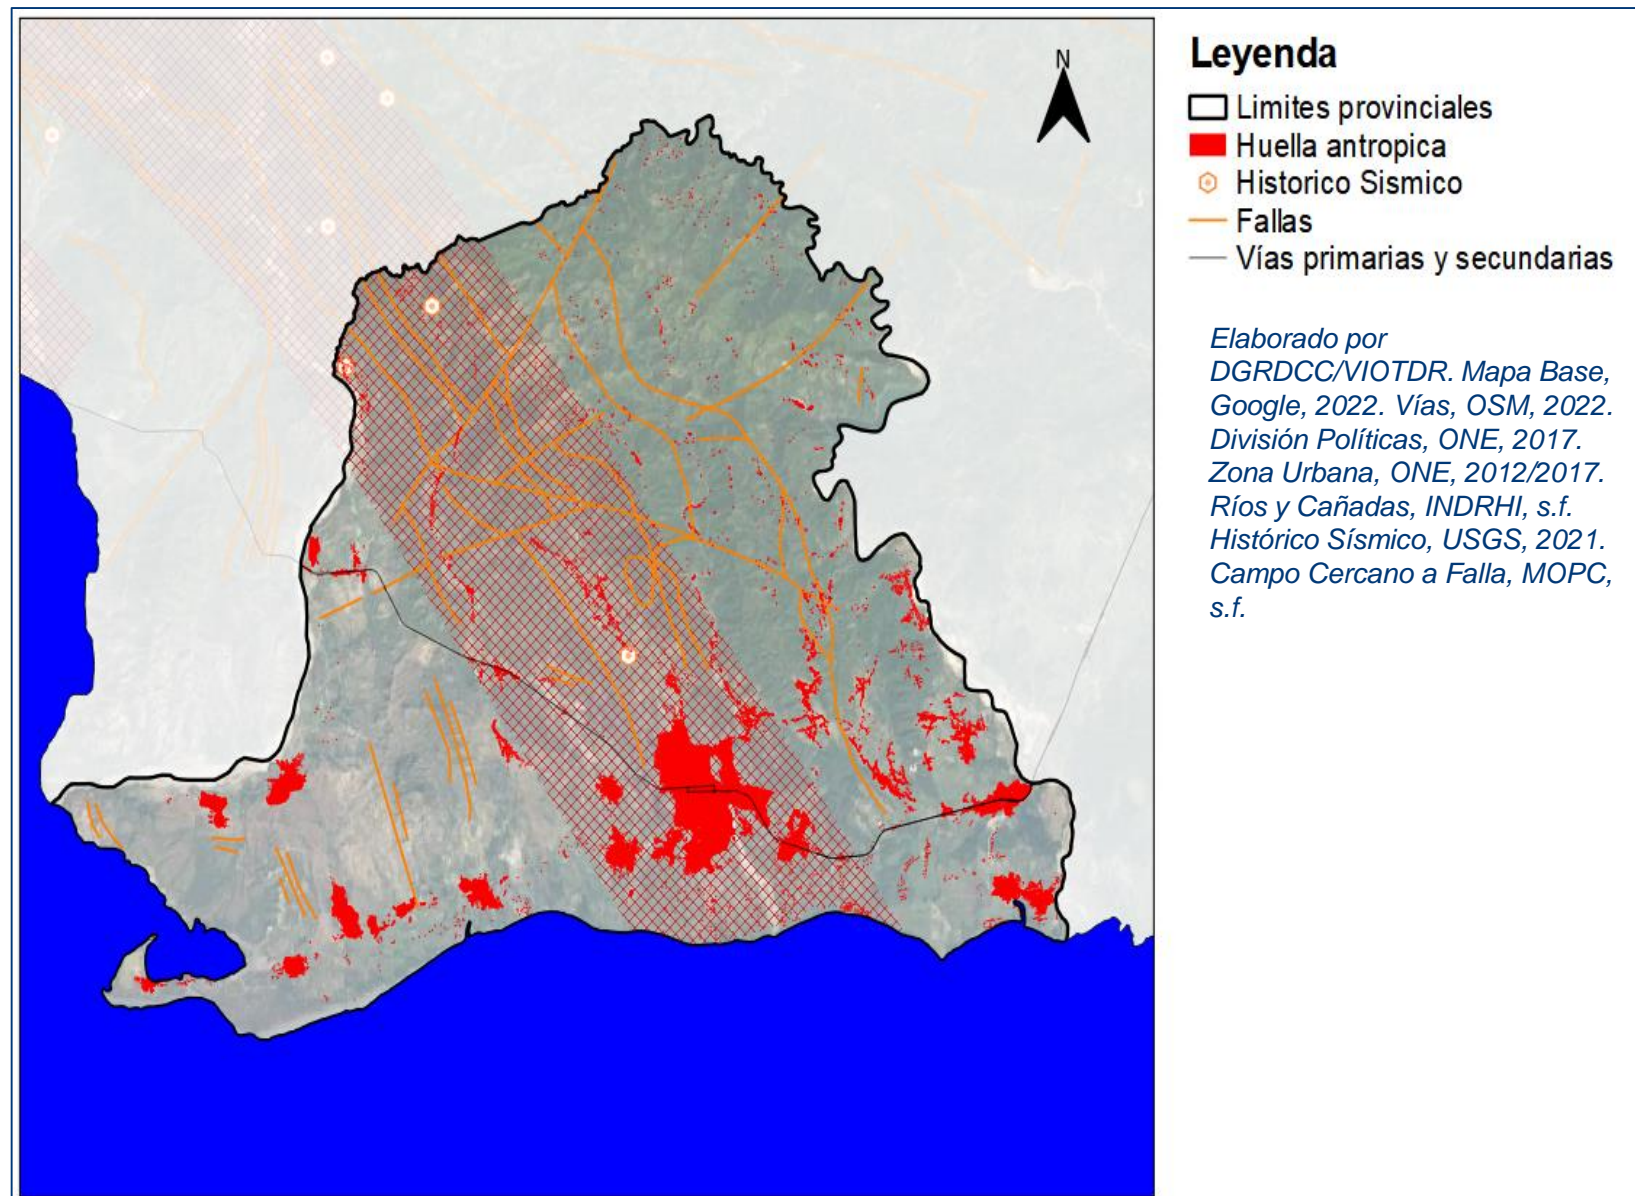 N
Leyenda
Limites provinciales
Huella antropica
Historico Sismico
Fallas
Vías primarias y secundarias
Elaborado por
DGRDCC/VIOTDR. Mapa Base,
Google, 2022. Vías, OSM, 2022.
División Políticas, ONE, 2017.
Zona Urbana, ONE, 2012/2017.
Ríos y Cañadas, INDRHI, s.f.
Histórico Sísmico, USGS, 2021.
Campo Cercano a Falla, MOPC,
s.f.